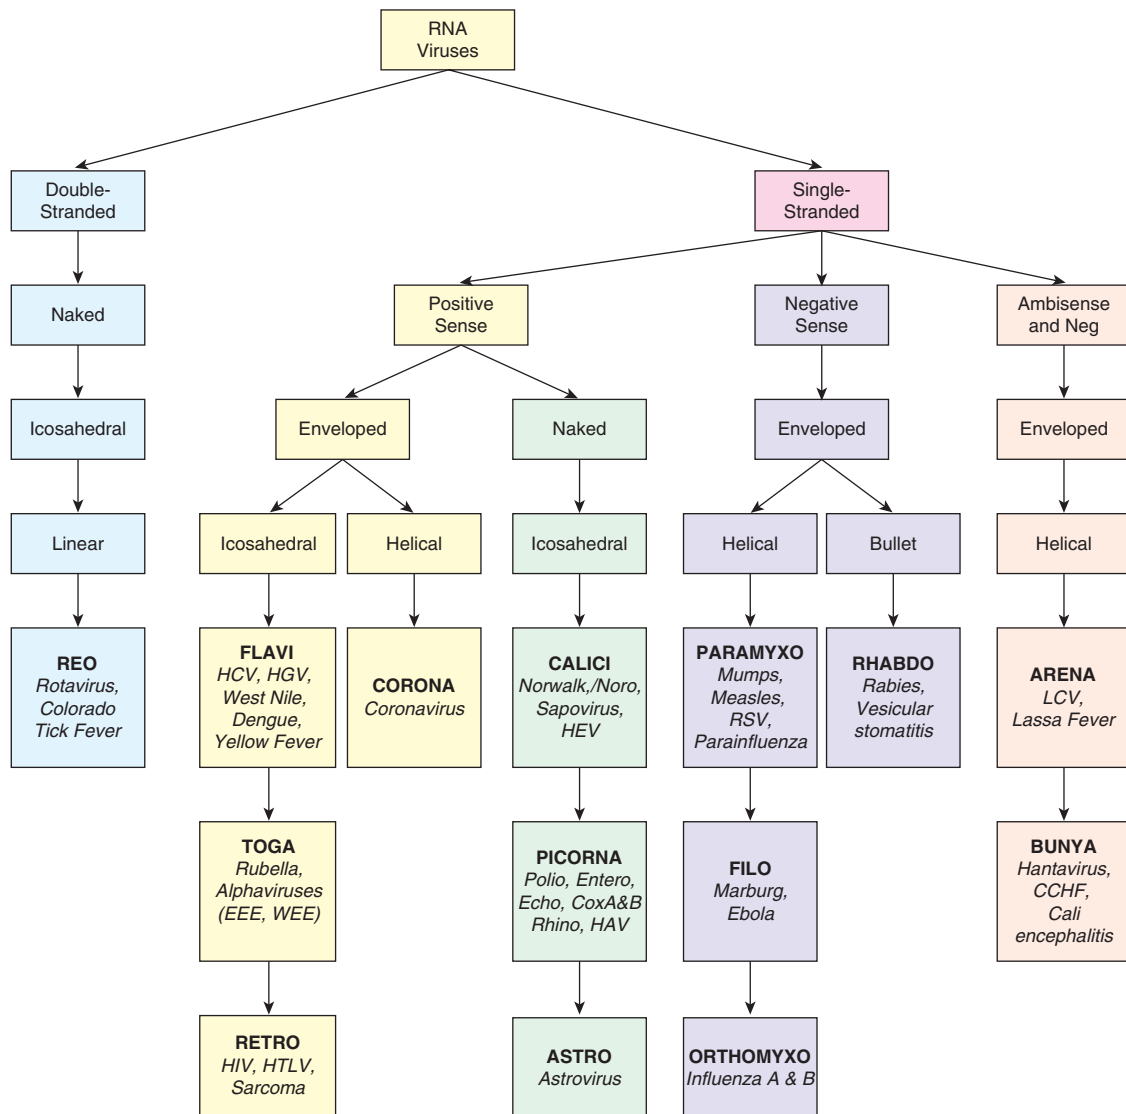 RNA
Viruses
Double-
Stranded
Single-
Stranded
Naked
Positive
Sense
Negative
Sense
Ambisense
and Neg
Icosahedral
Enveloped
Naked
Enveloped
Enveloped
Linear
Icosahedral
Helical
Icosahedral
Helical
Bullet
Helical
REO
Rotavirus,
Colorado
Tick Fever
FLAVI
HCV, HGV,
West Nile,
Dengue,
Yellow Fever
CORONA
Coronavirus
CALICI
Norwalk,/Noro,
Sapovirus,
HEV
PARAMYXO
Mumps,
Measles,
RSV,
Parainfluenza
RHABDO
Rabies,
Vesicular
stomatitis
ARENA
LCV,
Lassa Fever
TOGA
Rubella,
Alphaviruses
(EEE, WEE)
PICORNA
Polio, Entero,
Echo, CoxA&B
Rhino, HAV
FILO
Marburg,
Ebola
BUNYA
Hantavirus,
CCHF,
Cali
encephalitis
RETRO
HIV, HTLV,
Sarcoma
ASTRO
Astrovirus
ORTHOMYXO
Influenza A & B